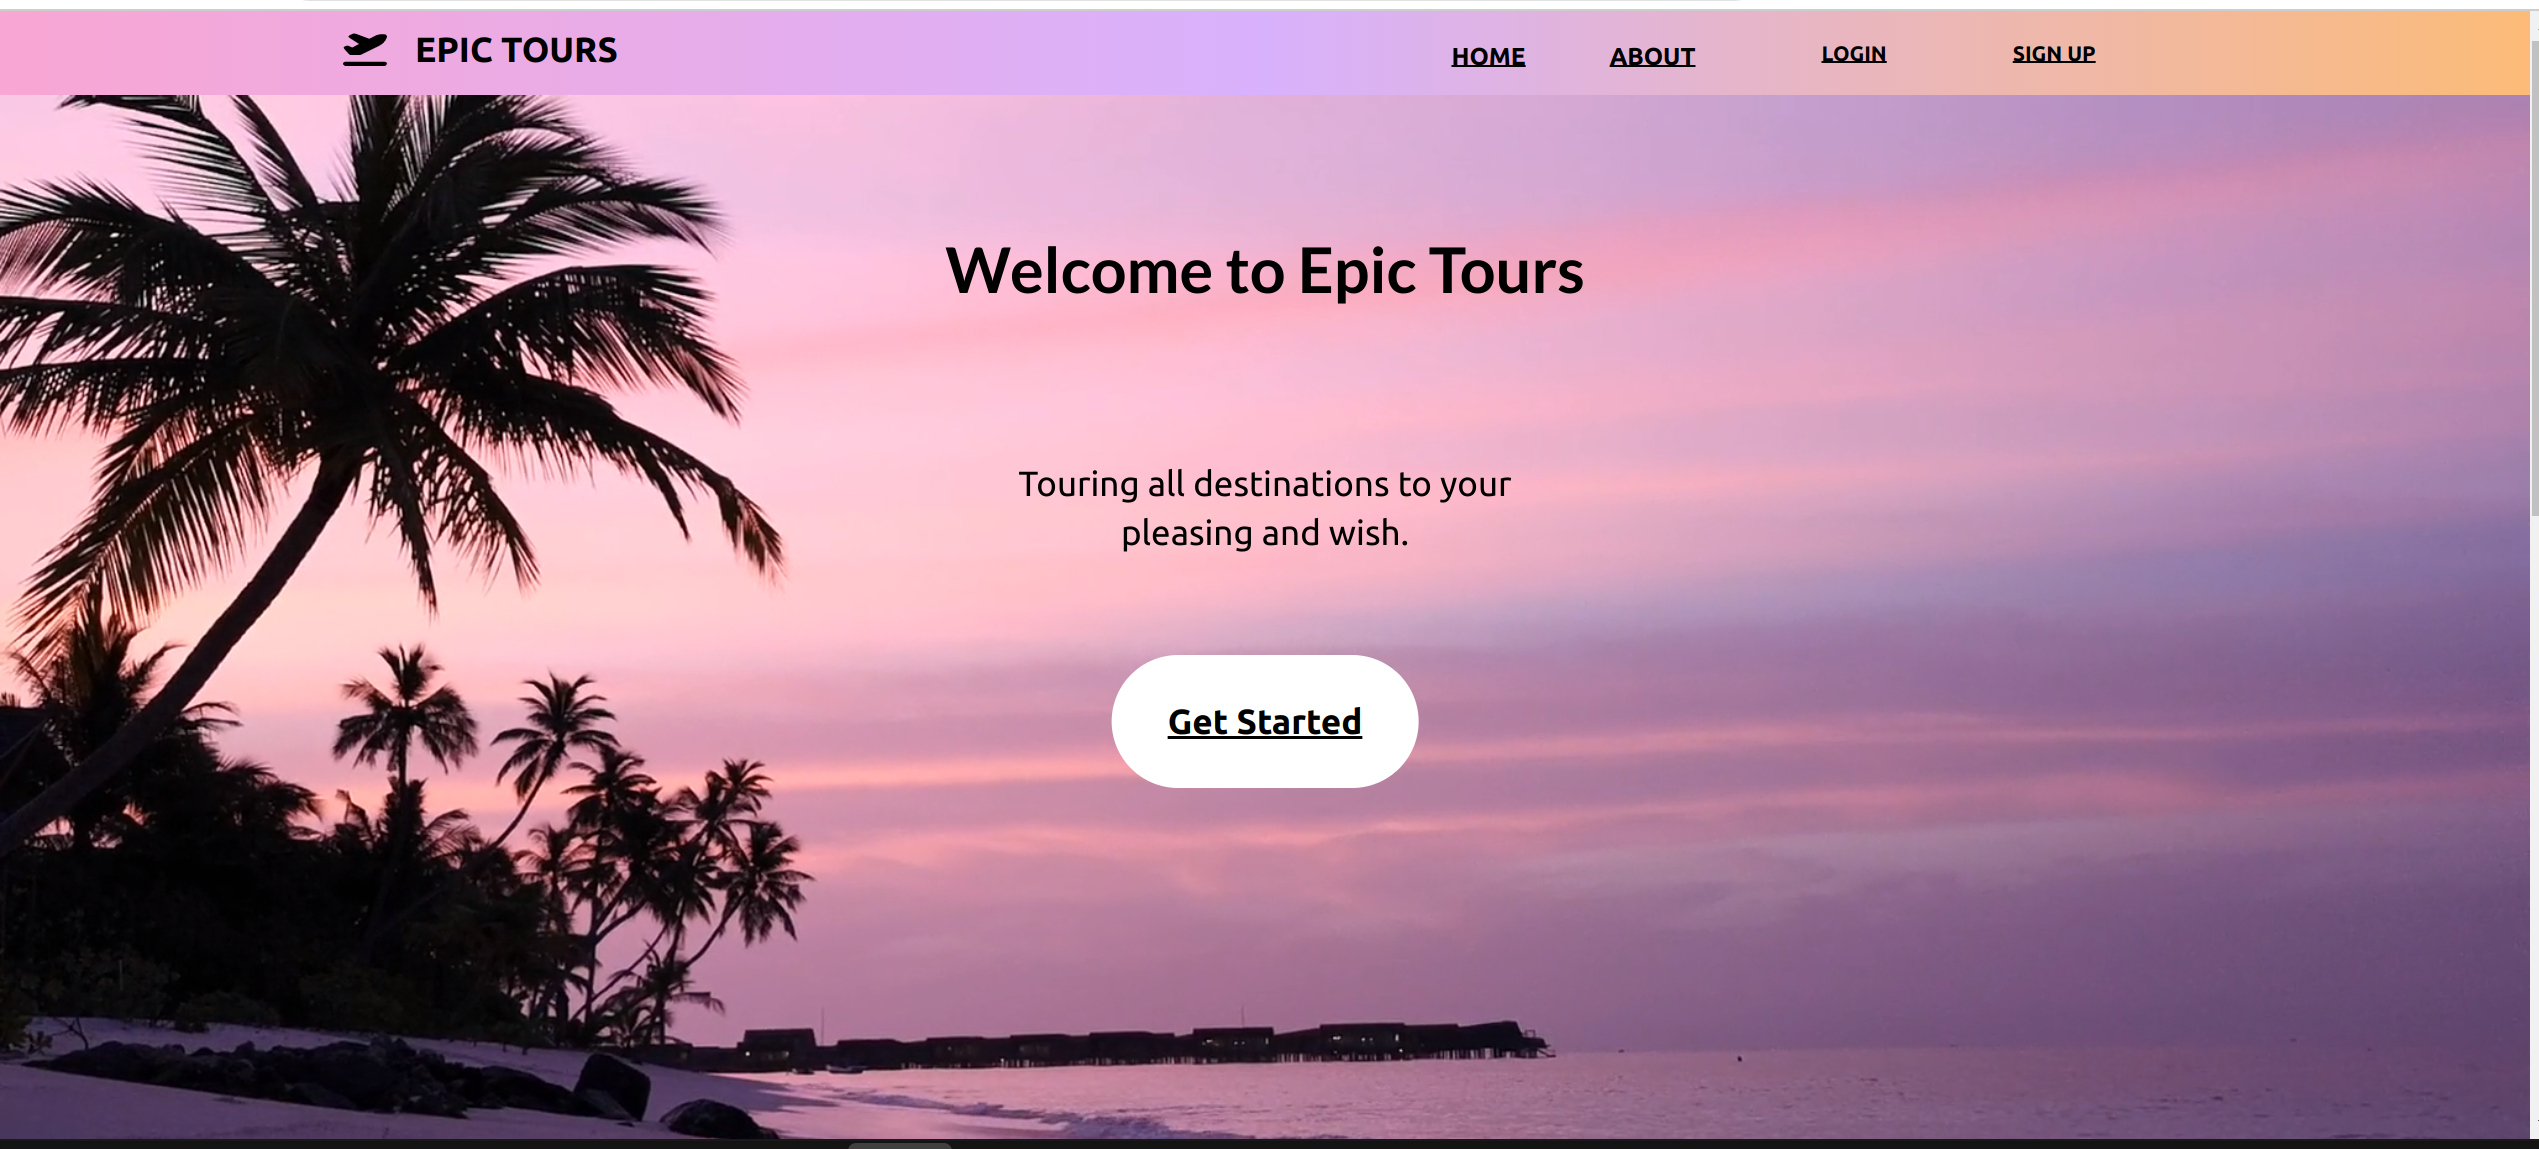 EPIC TOURS
HOME ABOUT LOGIN SIGN UP
Welcome to Epic Tours
Touring all destinations to your
pleasing and wish.
Get Started